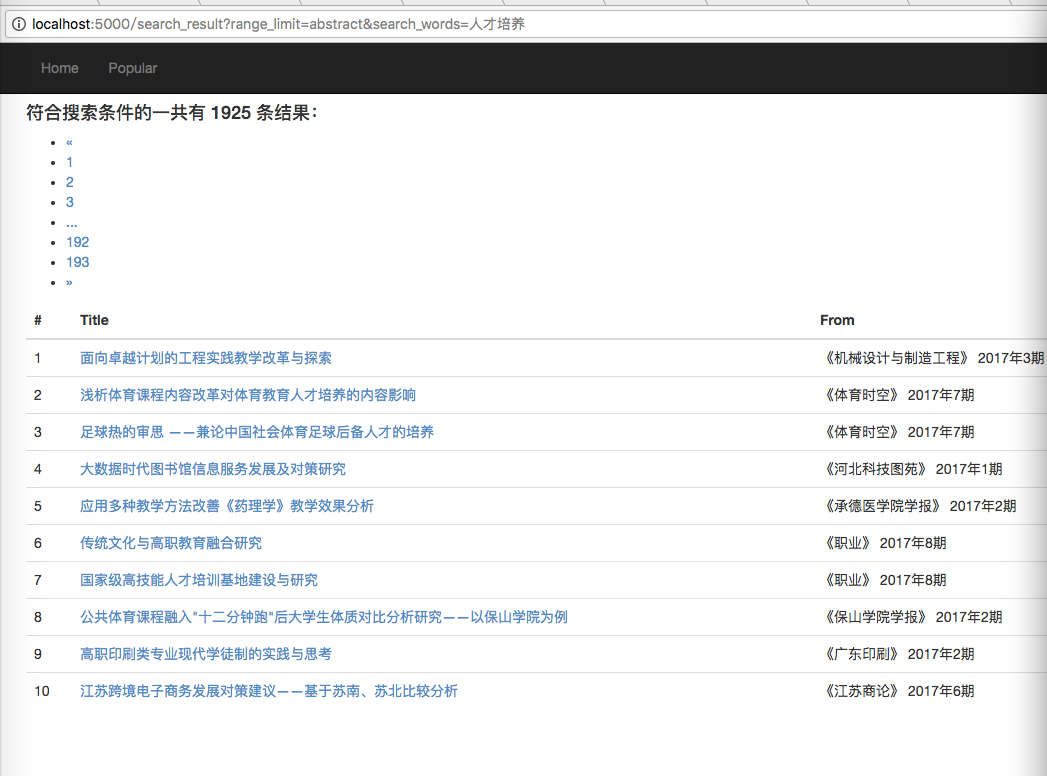 localhost:5000/search_result?range_limit=abstract&search_words=人才培养
Home Popular
符合搜索条件的一共有 1925 条结果：
«
1
2
3
...
192
193
»
# Title From
1 面向卓越计划的工程实践教学改革与探索 《机械设计与制造工程》 2017年3期
2 浅析体育课程内容改革对体育教育人才培养的内容影响 《体育时空》 2017年7期
3 足球热的审思 ——兼论中国社会体育足球后备人才的培养 《体育时空》 2017年7期
4 大数据时代图书馆信息服务发展及对策研究 《河北科技图苑》 2017年1期
5 应用多种教学方法改善《药理学》教学效果分析 《承德医学院学报》 2017年2期
6 传统文化与高职教育融合研究 《职业》 2017年8期
7 国家级高技能人才培训基地建设与研究 《职业》 2017年8期
8 公共体育课程融入"十二分钟跑"后大学生体质对比分析研究——以保山学院为例 《保山学院学报》 2017年2期
9 高职印刷类专业现代学徒制的实践与思考 《广东印刷》 2017年2期
10 江苏跨境电子商务发展对策建议——基于苏南、苏北比较分析 《江苏商论》 2017年6期